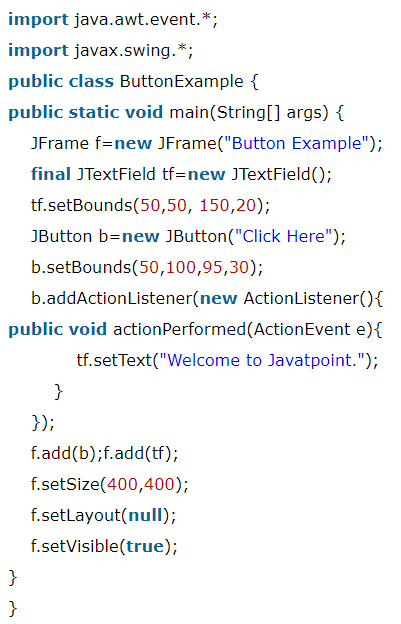 import java.awt.event.*;
import javax.swing.*;
public class ButtonExample {
public static void main(String[] args) {
    JFrame f=new JFrame("Button Example");
    final JTextField tf=new JTextField();
    tf.setBounds(50,50, 150,20);
    JButton b=new JButton("Click Here");
    b.setBounds(50,100,95,30);
    b.addActionListener(new ActionListener(){
public void actionPerformed(ActionEvent e){
            tf.setText("Welcome to Javatpoint.");
        }
    });
    f.add(b);f.add(tf);
    f.setSize(400,400);
    f.setLayout(null);
    f.setVisible(true);
}
}